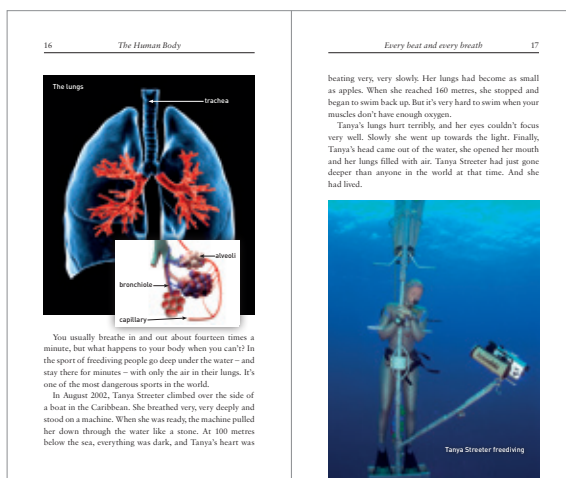 16
The Human Body
The lungs
trachea
alveoli
bronchiole
capillary
You usually breathe in and out about fourteen times a
minute, but what happens to your body when you can't? In
the sport of freediving people go deep under the water – and
stay there for minutes – with only the air in their lungs. It's
one of the most dangerous sports in the world.
In August 2002, Tanya Streeter climbed over the side of
a boat in the Caribbean. She breathed very, very deeply and
stood on a machine. When she was ready, the machine pulled
her down through the water like a stone. At 100 metres
below the sea, everything was dark, and Tanya's heart was
Every beat and every breath
17
beating very, very slowly. Her lungs had become as small
as apples. When she reached 160 metres, she stopped and
began to swim back up. But it's very hard to swim when your
muscles don't have enough oxygen.
Tanya's lungs hurt terribly, and her eyes couldn't focus
very well. Slowly she went up towards the light. Finally,
Tanya's head came out of the water, she opened her mouth
and her lungs filled with air. Tanya Streeter had just gone
deeper than anyone in the world at that time. And she
had lived.
Tanya Streeter freediving